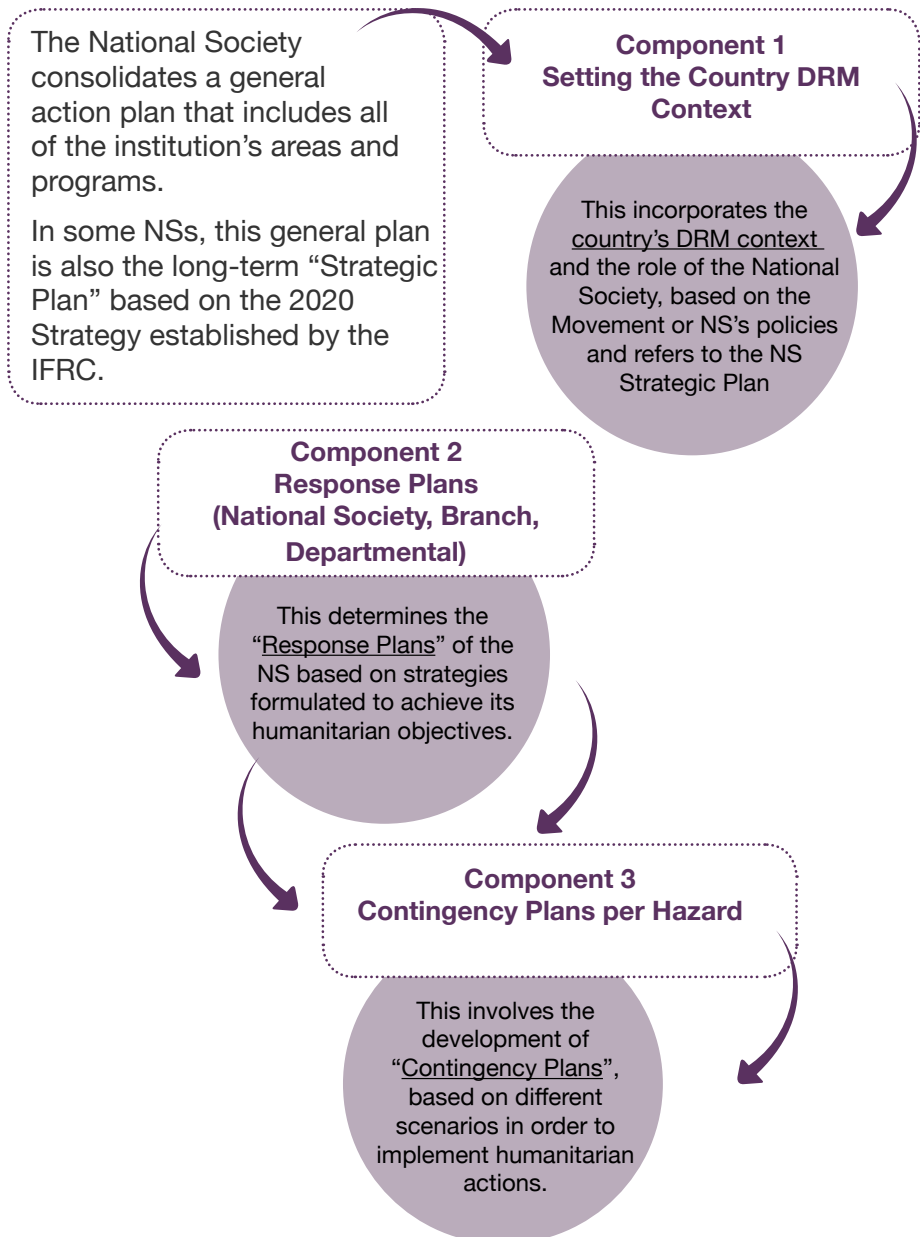 The National Society
consolidates a general
action plan that includes all
of the institution’s areas and
programs.
In some NSs, this general plan
is also the long-term “Strategic
Plan” based on the 2020
Strategy established by the
IFRC.
Component 1
Setting the Country DRM
Context
This incorporates the
country’s DRM context
and the role of the National
Society, based on the
Movement or NS’s policies
and refers to the NS
Strategic Plan
Component 2
Response Plans
(National Society, Branch,
Departmental)
This determines the
“Response Plans” of the
NS based on strategies
formulated to achieve its
humanitarian objectives.
Component 3
Contingency Plans per Hazard
This involves the
development of
“Contingency Plans”,
based on different
scenarios in order to
implement humanitarian
actions.